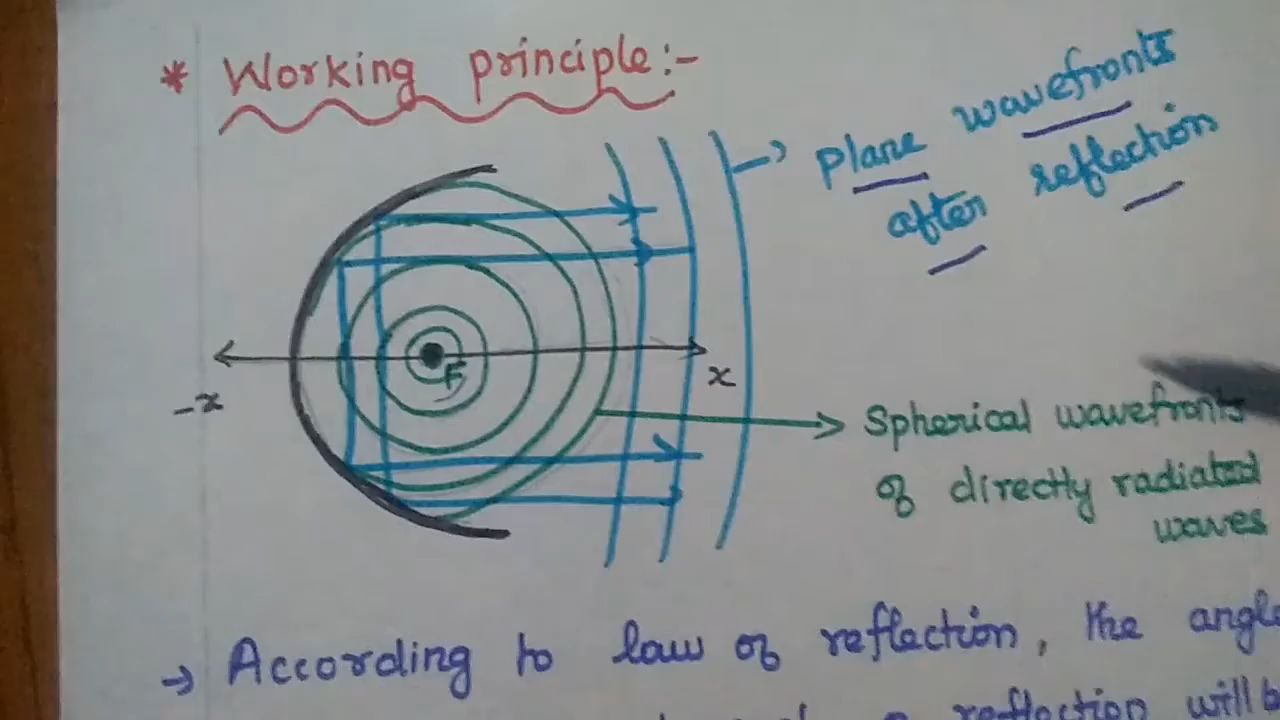 * Working principle:-
plane wavefronts
after reflection
F
-x
x
Spherical wavefronts
of directly radiated
waves
→ According to law of reflection, the angle
reflection will b